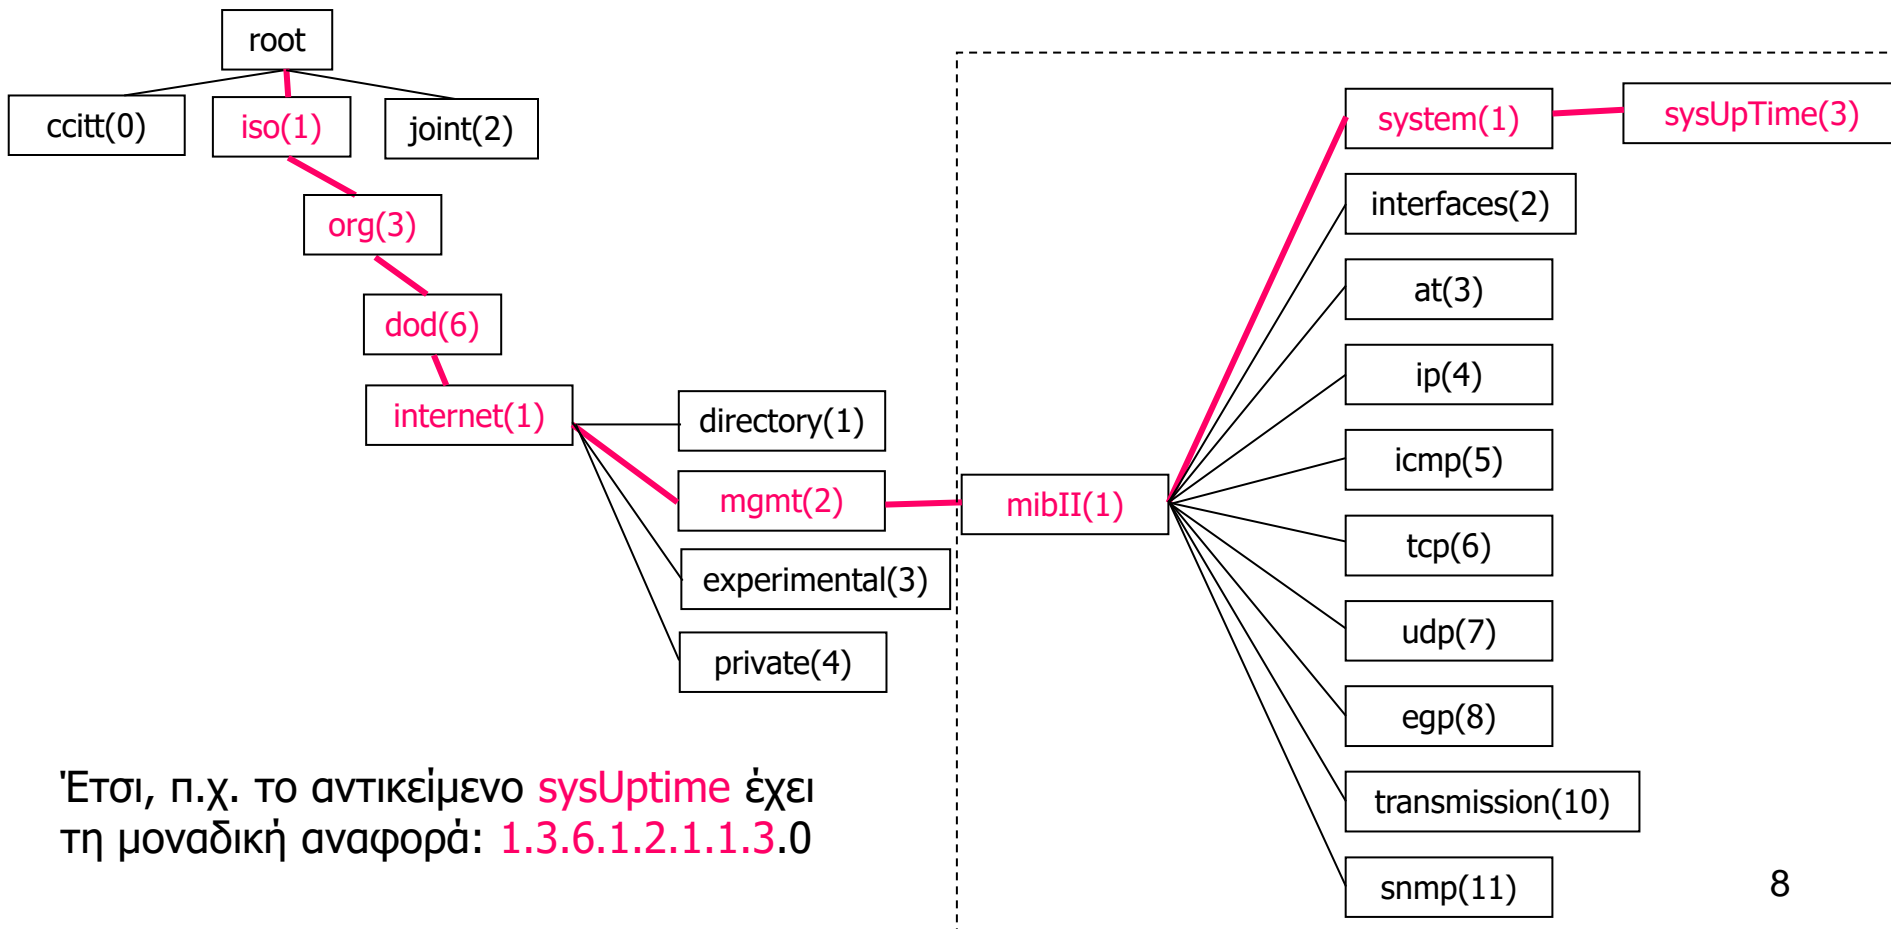 root
ccitt(0)
iso(1)
joint(2)
org(3)
dod(6)
internet(1)
directory(1)
mgmt(2)
experimental(3)
private(4)
mibII(1)
system(1)
sysUpTime(3)
interfaces(2)
at(3)
ip(4)
icmp(5)
tcp(6)
udp(7)
egp(8)
transmission(10)
snmp(11)
Έτσι, π.χ. το αντικείμενο sysUptime έχει
τη μοναδική αναφορά: 1.3.6.1.2.1.1.3.0
8